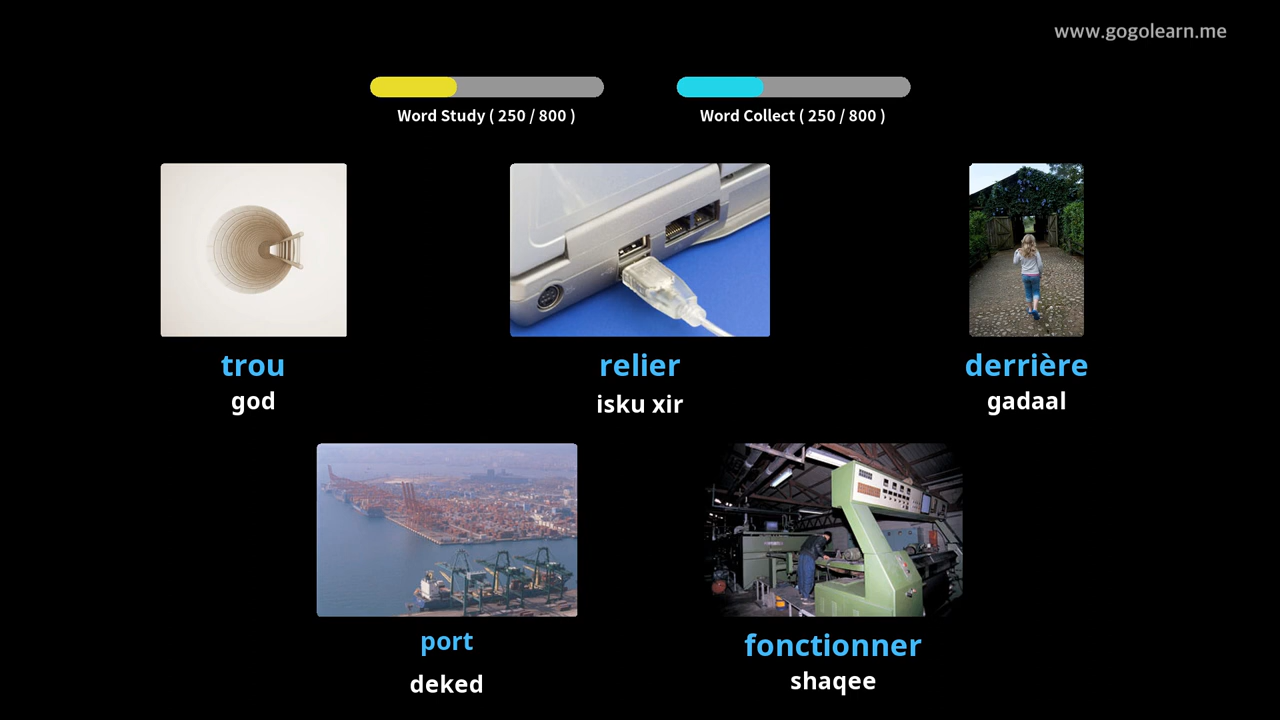 www.gogolearn.me
Word Study ( 250 / 800 )
Word Collect ( 250 / 800 )
trou
god
relier
isku xir
derrière
gadaal
port
deked
fonctionner
shaqee